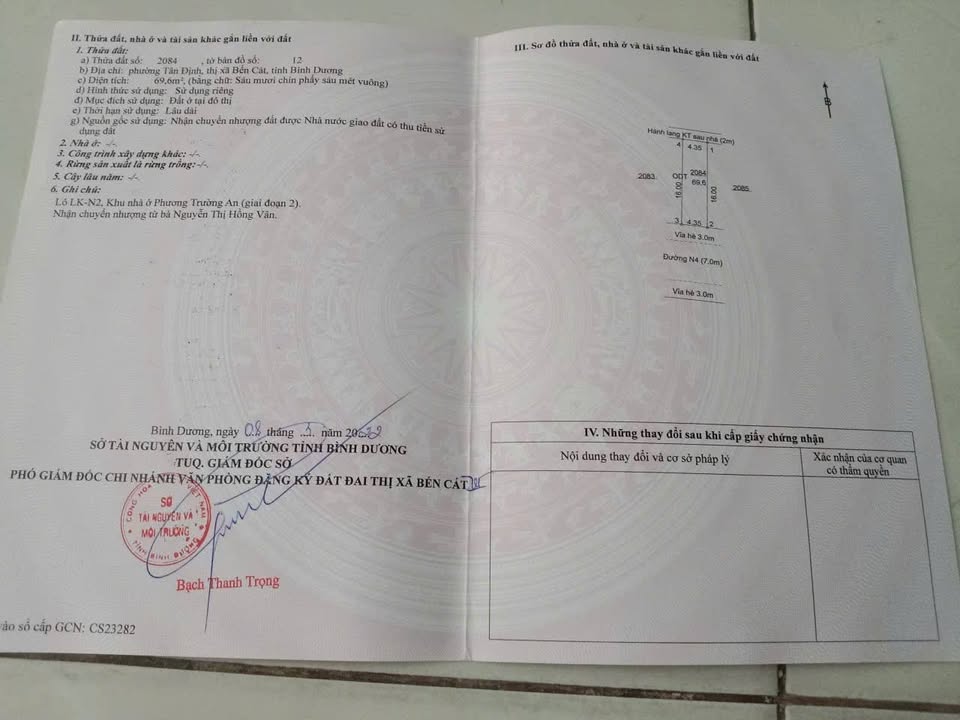 II. Thửa đất, nhà ở và tài sản khác gắn liền với đất
1. Thửa đất:
a) Thửa đất số: 2084 , tờ bản đồ số: 12
b) Địa chỉ: phường Tân Định, thị xã Bến Cát, tỉnh Bình Dương
c) Diện tích: 69,6m², (bằng chữ: Sáu mươi chín phẩy sáu mét vuông)
d) Hình thức sử dụng: Sử dụng riêng
đ) Mục đích sử dụng: Đất ở tại đô thị
e) Thời hạn sử dụng: Lâu dài
g) Nguồn gốc sử dụng: Nhận chuyển nhượng đất được Nhà nước giao đất có thu tiền sử
dụng đất
2. Nhà ở: -/-
3. Công trình xây dựng khác: -/-
4. Rừng sản xuất là rừng trồng: -/-
5. Cây lâu năm: -/-
6. Ghi chú:
Lô LK-N2, Khu nhà ở Phương Trường An (giai đoạn 2).
Nhận chuyển nhượng từ bà Nguyễn Thị Hồng Vân.
Bình Dương, ngày 08 tháng 3 năm
SỞ TÀI NGUYÊN VÀ MÔI TRƯỜNG TỈNH BÌNH DƯƠNG
TUQ. GIÁM ĐỐC SỞ
PHÓ GIÁM ĐỐC CHI NHÁNH VĂN PHÒNG ĐĂNG KÝ ĐẤT ĐAI THỊ XÃ BẾN CÁT
SỞ
TÀI NGUYÊN VÀ
MÔI TRƯỜNG
TỈNH BÌNH DƯƠNG
Bạch Thanh Trọng
vào sổ cấp GCN: CS23282
III. Sơ đồ thửa đất, nhà ở và tài sản khác gắn liền với đất
B
Hành lang KT sau nhà (2m)
4 4.35 1
2083 ODT 2084 2085
69,6
16.00 16.00
3 4.35 2
Vỉa hè 3.0m
Đường N4 (7.0m)
Vỉa hè 3.0m
IV. Những thay đổi sau khi cấp giấy chứng nhận
Nội dung thay đổi và cơ sở pháp lý
Xác nhận của cơ quan
có thẩm quyền